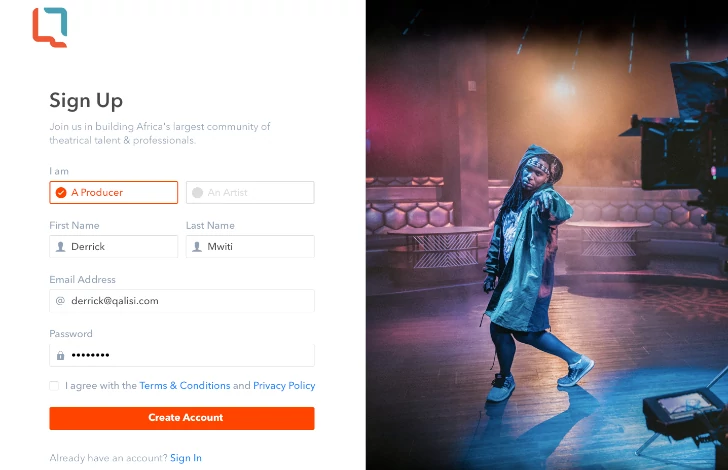 Sign Up
Join us in building Africa's largest community of
theatrical talent & professionals.
I am
A Producer
An Artist
First Name
Last Name
Derrick
Mwiti
Email Address
@ derrick@qalisi.com
Password
••••••••
I agree with the Terms & Conditions and Privacy Policy
Create Account
Already have an account? Sign In